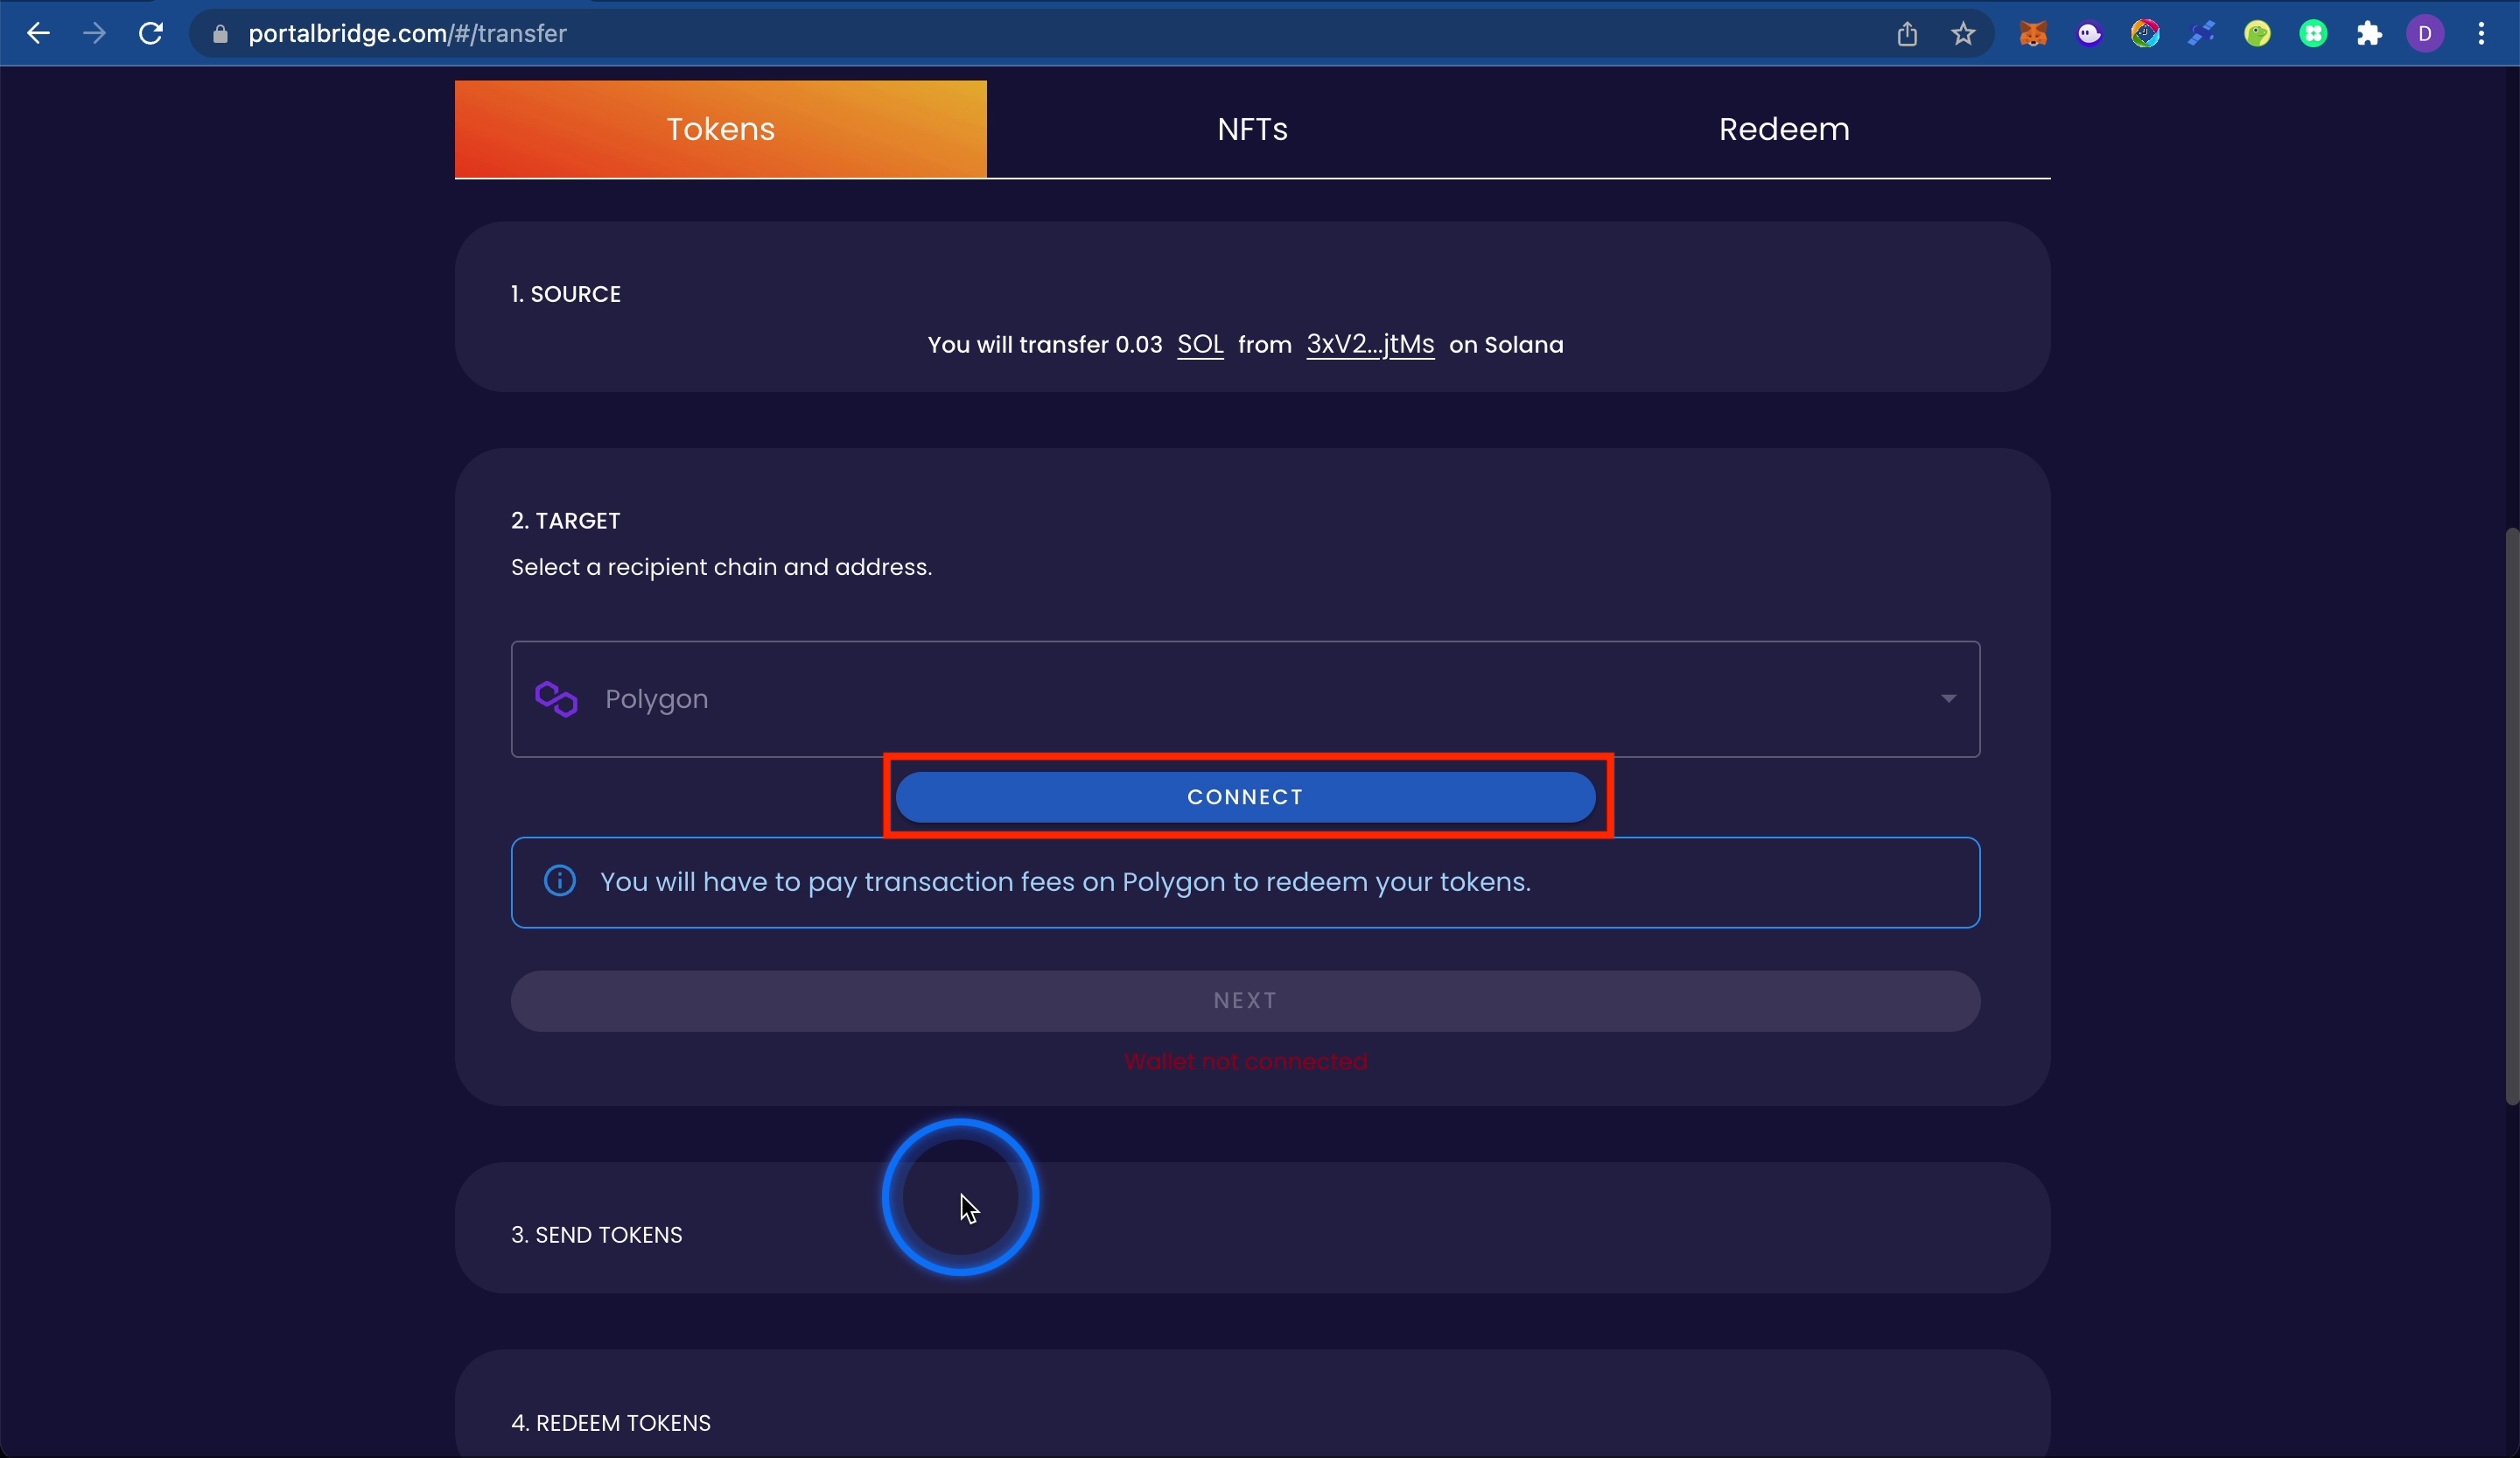 portalbridge.com/#/transfer
D
Tokens
NFTs
Redeem
1. SOURCE
You will transfer 0.03 SOL from 3xV2...jtMs on Solana
2. TARGET
Select a recipient chain and address.
Polygon
CONNECT
You will have to pay transaction fees on Polygon to redeem your tokens.
NEXT
Wallet not connected
3. SEND TOKENS
4. REDEEM TOKENS